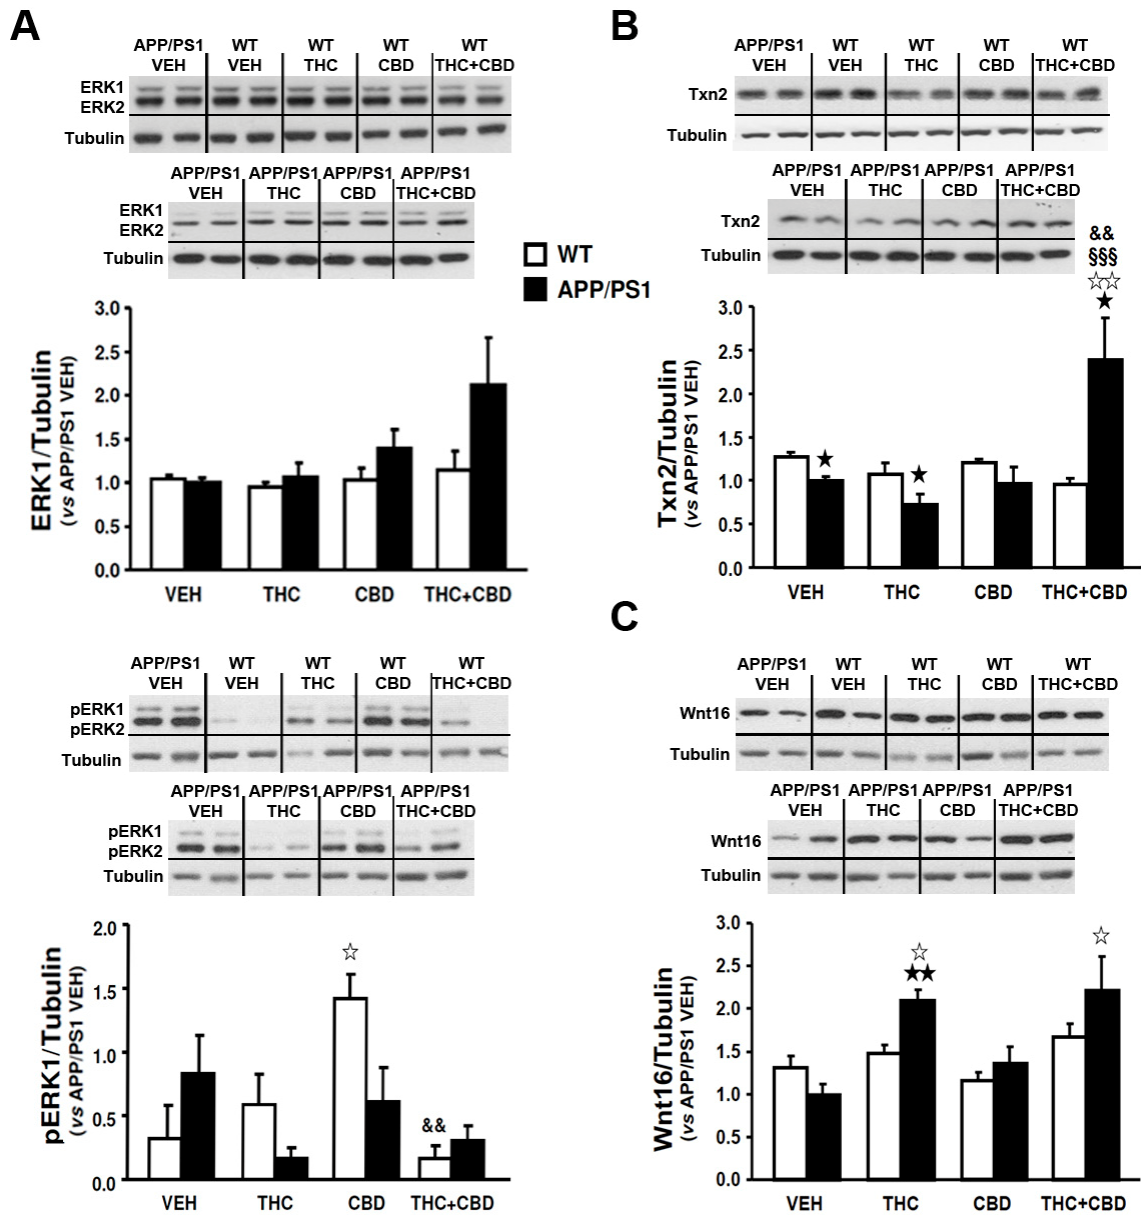 A
APP/PS1 WT WT WT WT
VEH VEH THC CBD THC+CBD
ERK1
ERK2
Tubulin
APP/PS1 APP/PS1 APP/PS1 APP/PS1
VEH THC CBD THC+CBD
ERK1
ERK2
Tubulin
WT
APP/PS1
ERK1/Tubulin
(vs APP/PS1 VEH)
3.0
2.5
2.0
1.5
1.0
0.5
0.0
VEH THC CBD THC+CBD
APP/PS1 WT WT WT WT
VEH VEH THC CBD THC+CBD
pERK1
pERK2
Tubulin
APP/PS1 APP/PS1 APP/PS1 APP/PS1
VEH THC CBD THC+CBD
pERK1
pERK2
Tubulin
pERK1/Tubulin
(vs APP/PS1 VEH)
2.0
1.5
1.0
0.5
0.0
☆
&&
VEH THC CBD THC+CBD
B
APP/PS1 WT WT WT WT
VEH VEH THC CBD THC+CBD
Txn2
Tubulin
APP/PS1 APP/PS1 APP/PS1 APP/PS1
VEH THC CBD THC+CBD
Txn2
Tubulin
&&
§§§
☆☆
★
Txn2/Tubulin
(vs APP/PS1 VEH)
3.0
2.5
2.0
1.5
1.0
0.5
0.0
★ ★
VEH THC CBD THC+CBD
C
APP/PS1 WT WT WT WT
VEH VEH THC CBD THC+CBD
Wnt16
Tubulin
APP/PS1 APP/PS1 APP/PS1 APP/PS1
VEH THC CBD THC+CBD
Wnt16
Tubulin
Wnt16/Tubulin
(vs APP/PS1 VEH)
3.0
2.5
2.0
1.5
1.0
0.5
0.0
☆ ☆
★★
VEH THC CBD THC+CBD